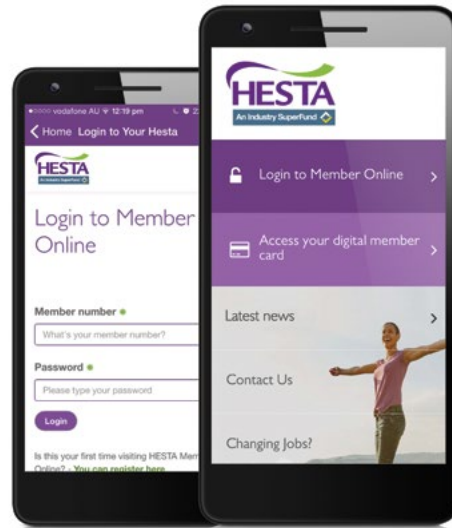 vodafone AU 12:19 pm
Home Login to Your Hesta
HESTA
An Industry SuperFund
Login to Member
Online
Member number
What's your member number?
Password
Please type your password
Login
Is this your first time visiting HESTA Mem
Online? - You can register here
HESTA
An Industry SuperFund
Login to Member Online
Access your digital member
card
Latest news
Contact Us
Changing Jobs?